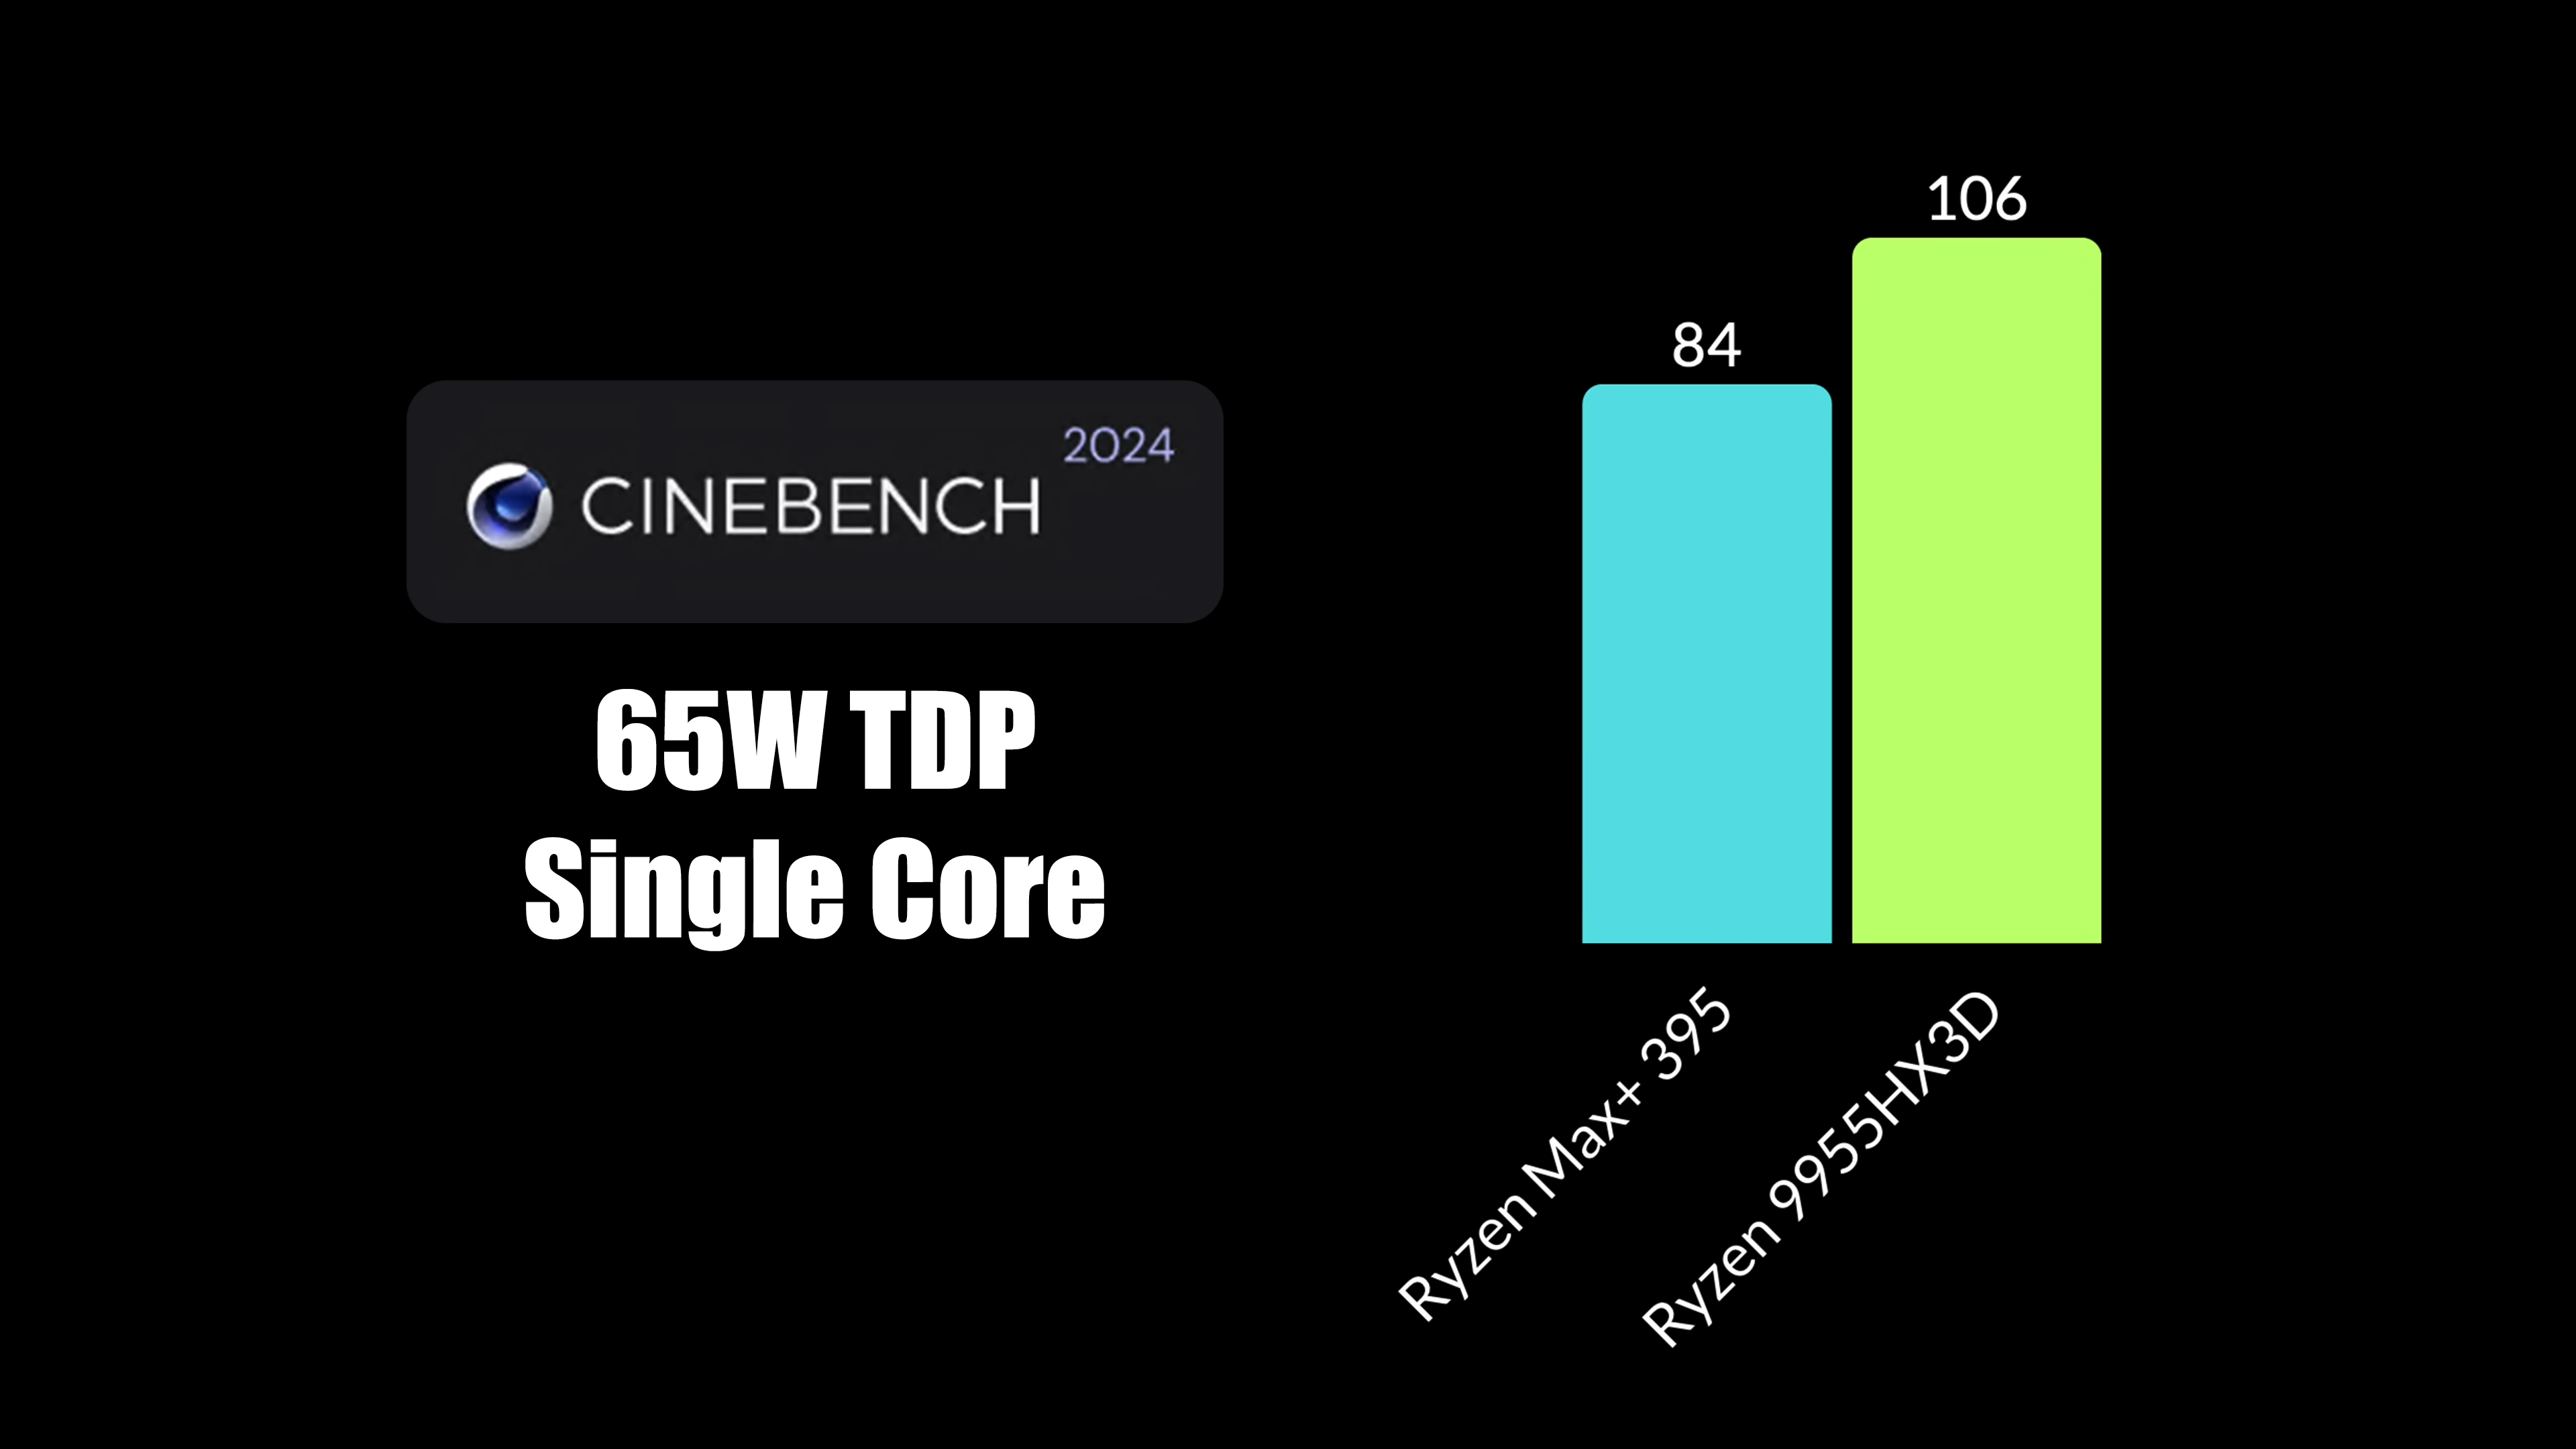 CINEBENCH 2024
65W TDP
Single Core
84
106
Ryzen Max+ 395
Ryzen 9955HX3D